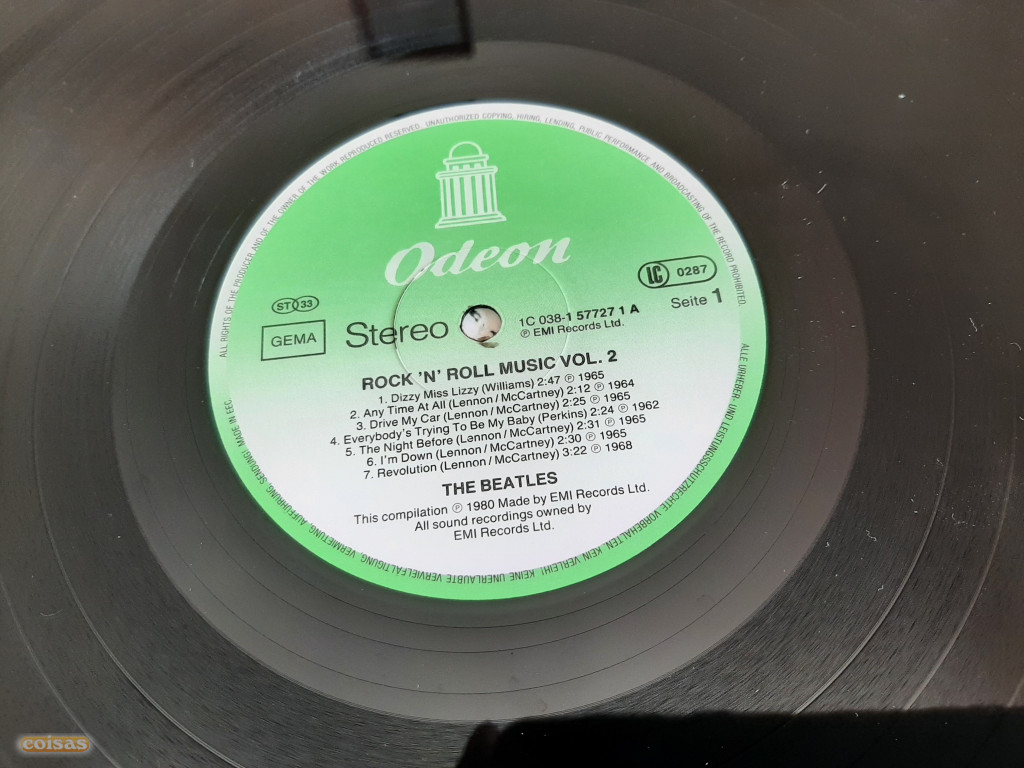 ALL RIGHTS OF THE PRODUCER AND OF THE OWNER OF THE WORK REPRODUCED RESERVED. UNAUTHORIZED COPYING, HIRING, LENDING, PUBLIC PERFORMANCE AND BROADCASTING OF THE RECORD PROHIBITED.
Odeon
LC 0287
ST 33
Seite 1
GEMA
Stereo
1C 038-1 57727 1 A
℗ EMI Records Ltd.
ROCK 'N' ROLL MUSIC VOL. 2
1. Dizzy Miss Lizzy (Williams) 2:47 ℗ 1965
2. Any Time At All (Lennon/McCartney) 2:12 ℗ 1964
3. Drive My Car (Lennon/McCartney) 2:25 ℗ 1965
4. Everybody's Trying To Be My Baby (Perkins) 2:24 ℗ 1962
5. The Night Before (Lennon/McCartney) 2:31 ℗ 1965
6. I'm Down (Lennon/McCartney) 2:30 ℗ 1965
7. Revolution (Lennon/McCartney) 3:22 ℗ 1968
THE BEATLES
This compilation ℗ 1980 Made by EMI Records Ltd.
All sound recordings owned by
EMI Records Ltd.
ALLE URHEBER- UND LEISTUNGSSCHUTZRECHTE VORBEHALTEN. KEIN VERLEIH! KEINE UNERLAUBTE VERVIELFÄLTIGUNG, VERMIETUNG, AUFFÜHRUNG, SENDUNG! MADE IN EEC.
coisas